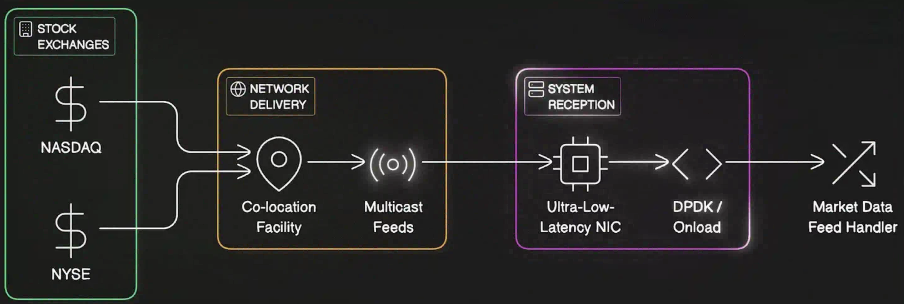 STOCK
EXCHANGES
NASDAQ
NYSE
NETWORK
DELIVERY
Co-location
Facility
Multicast
Feeds
SYSTEM
RECEPTION
Ultra-Low-
Latency NIC
DPDK /
Onload
Market Data
Feed Handler